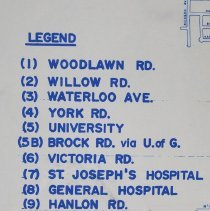 LEGEND
(1) WOODLAWN RD.
(2) WILLOW RD.
(3) WATERLOO AVE.
(4) YORK RD.
(5) UNIVERSITY
(5B) BROCK RD. via U.of G.
(6) VICTORIA RD.
(7) ST. JOSEPH'S HOSPITAL
(8) GENERAL HOSPITAL
(9) HANLON RD.